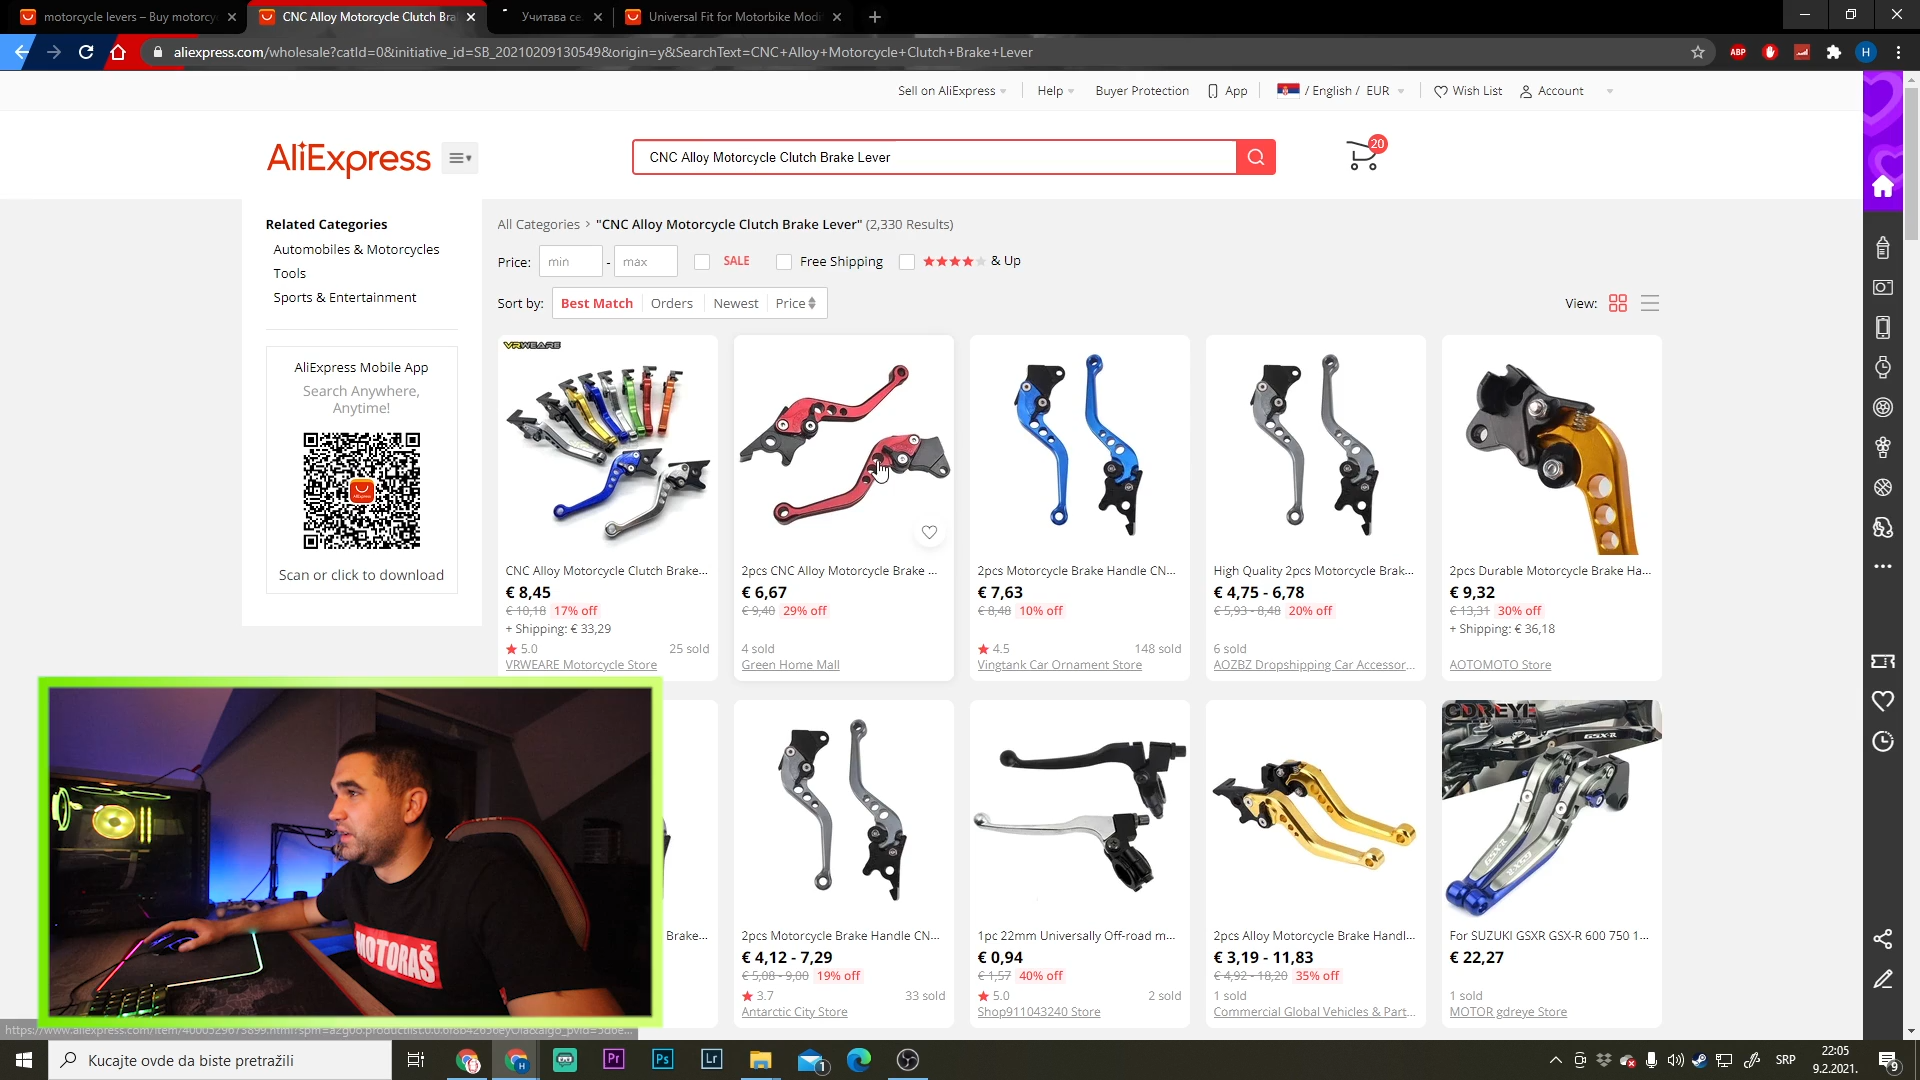 motorcycle levers – Buy motorcy
CNC Alloy Motorcycle Clutch Bra
Учитава се
Universal Fit for Motorbike Modi
aliexpress.com/wholesale?catId=0&initiative_id=SB_20210209130549&origin=y&SearchText=CNC+Alloy+Motorcycle+Clutch+Brake+Lever
ABP
H
Sell on AliExpress
Help
Buyer Protection
App
/ English / EUR
Wish List
Account
AliExpress
CNC Alloy Motorcycle Clutch Brake Lever
20
Related Categories
Automobiles & Motorcycles
Tools
Sports & Entertainment
AliExpress Mobile App
Search Anywhere,
Anytime!
Scan or click to download
All Categories > "CNC Alloy Motorcycle Clutch Brake Lever" (2,330 Results)
Price: min - max SALE Free Shipping & Up
Sort by: Best Match Orders Newest Price
View:
VRWEARE
CNC Alloy Motorcycle Clutch Brake...
€ 8,45
€ 10,18 17% off
+ Shipping: € 33,29
5.0 25 sold
VRWEARE Motorcycle Store
2pcs CNC Alloy Motorcycle Brake ...
€ 6,67
€ 9,40 29% off
4 sold
Green Home Mall
2pcs Motorcycle Brake Handle CN...
€ 7,63
€ 8,48 10% off
4.5 148 sold
Vingtank Car Ornament Store
High Quality 2pcs Motorcycle Brak...
€ 4,75 - 6,78
€ 5,93 - 8,48 20% off
6 sold
AOZBZ Dropshipping Car Accessor...
2pcs Durable Motorcycle Brake Ha...
€ 9,32
€ 13,31 30% off
+ Shipping: € 36,18
AOTOMOTO Store
Brake...
2pcs Motorcycle Brake Handle CN...
€ 4,12 - 7,29
€ 5,08 - 9,00 19% off
3.7 33 sold
Antarctic City Store
1pc 22mm Universally Off-road m...
€ 0,94
€ 1,57 40% off
5.0 2 sold
Shop911043240 Store
2pcs Alloy Motorcycle Brake Handl...
€ 3,19 - 11,83
€ 4,92 - 18,20 35% off
1 sold
Commercial Global Vehicles & Part...
GDREYE
GSX-R
GSX-R
For SUZUKI GSXR GSX-R 600 750 1...
€ 22,27
1 sold
MOTOR gdreye Store
MOTORAŠ
Kucajte ovde da biste pretražili
Pr
Ps
Lr
1
SRP
22:05
9.2.2021.
9